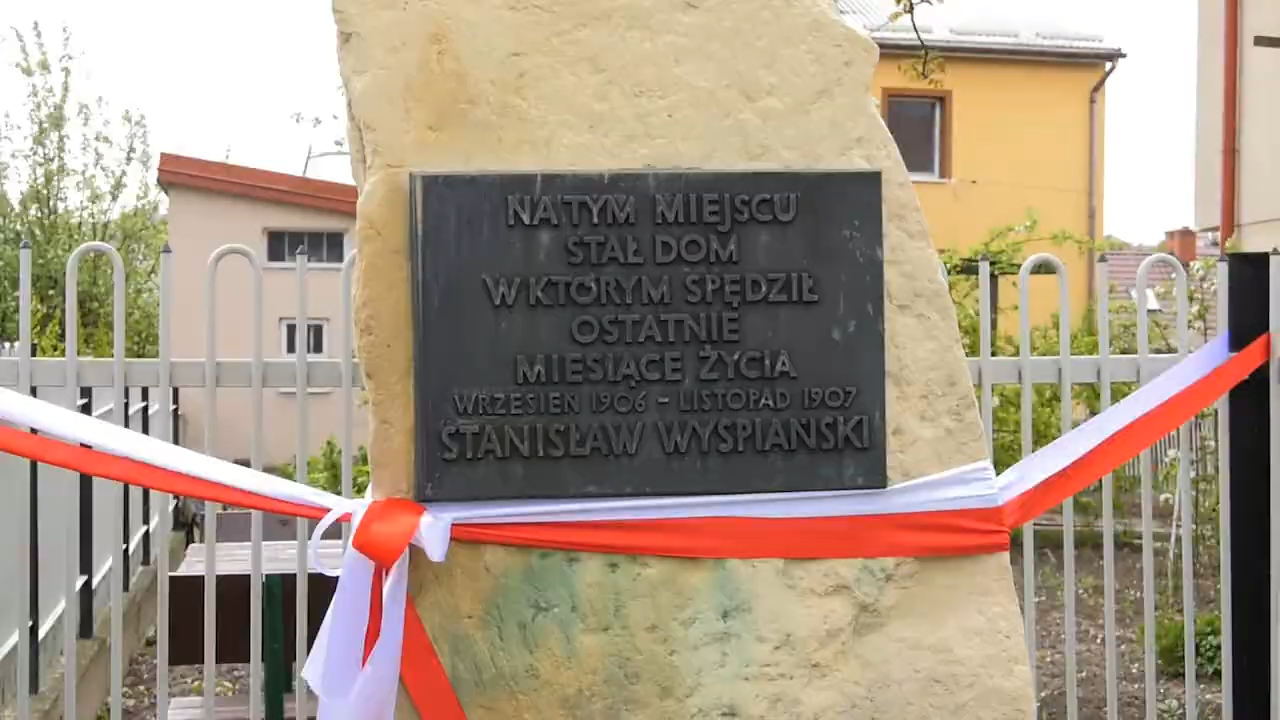 NA TYM MIEJSCU
STAŁ DOM
W KTÓRYM SPĘDZIŁ
OSTATNIE
MIESIĄCE ŻYCIA
WRZESIEŃ 1906 - LISTOPAD 1907
STANISŁAW WYSPIAŃSKI